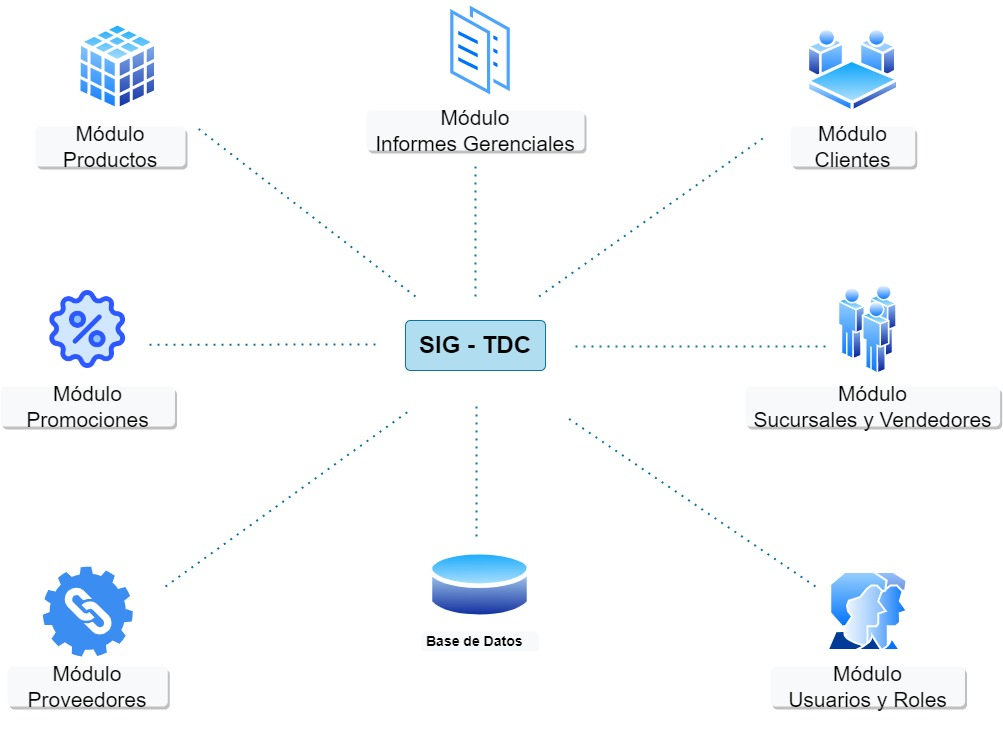 Módulo
Productos
Módulo
Informes Gerenciales
Módulo
Clientes
Módulo
Promociones
SIG - TDC
Módulo
Sucursales y Vendedores
Módulo
Proveedores
Base de Datos
Módulo
Usuarios y Roles